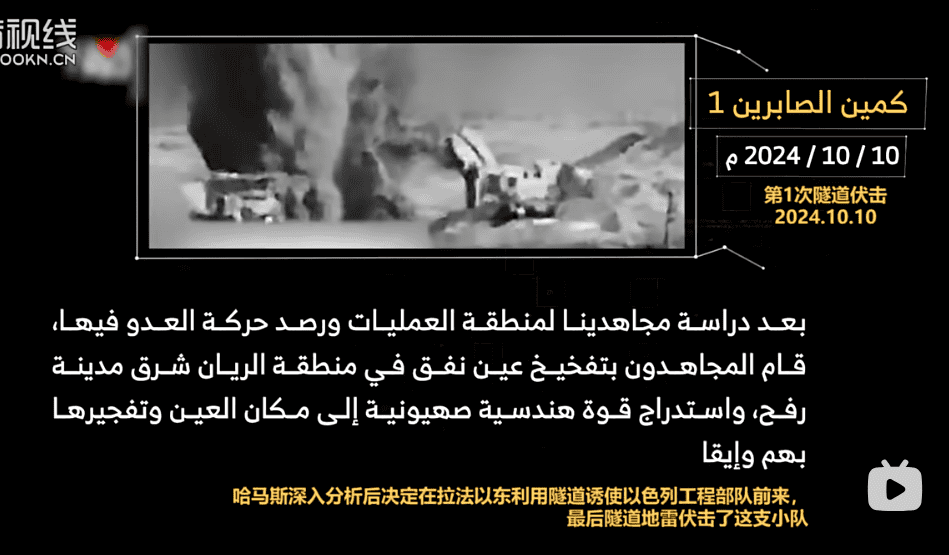 视线
OOKN.CN
كمين الصابرين 1
10 / 10 / 2024 م
第1次隧道伏击
2024.10.10
بعد دراسة مجاهدينا لمنطقة العمليات ورصد حركة العدو فيها،
قام المجاهدون بتفخيخ عين نفق في منطقة الريان شرق مدينة
رفح، واستدراج قوة هندسية صهيونية إلى مكان العين وتفجيرها
بهم وإيقا
哈马斯深入分析后决定在拉法以东利用隧道诱使以色列工程部队前来，
最后隧道地雷伏击了这支小队